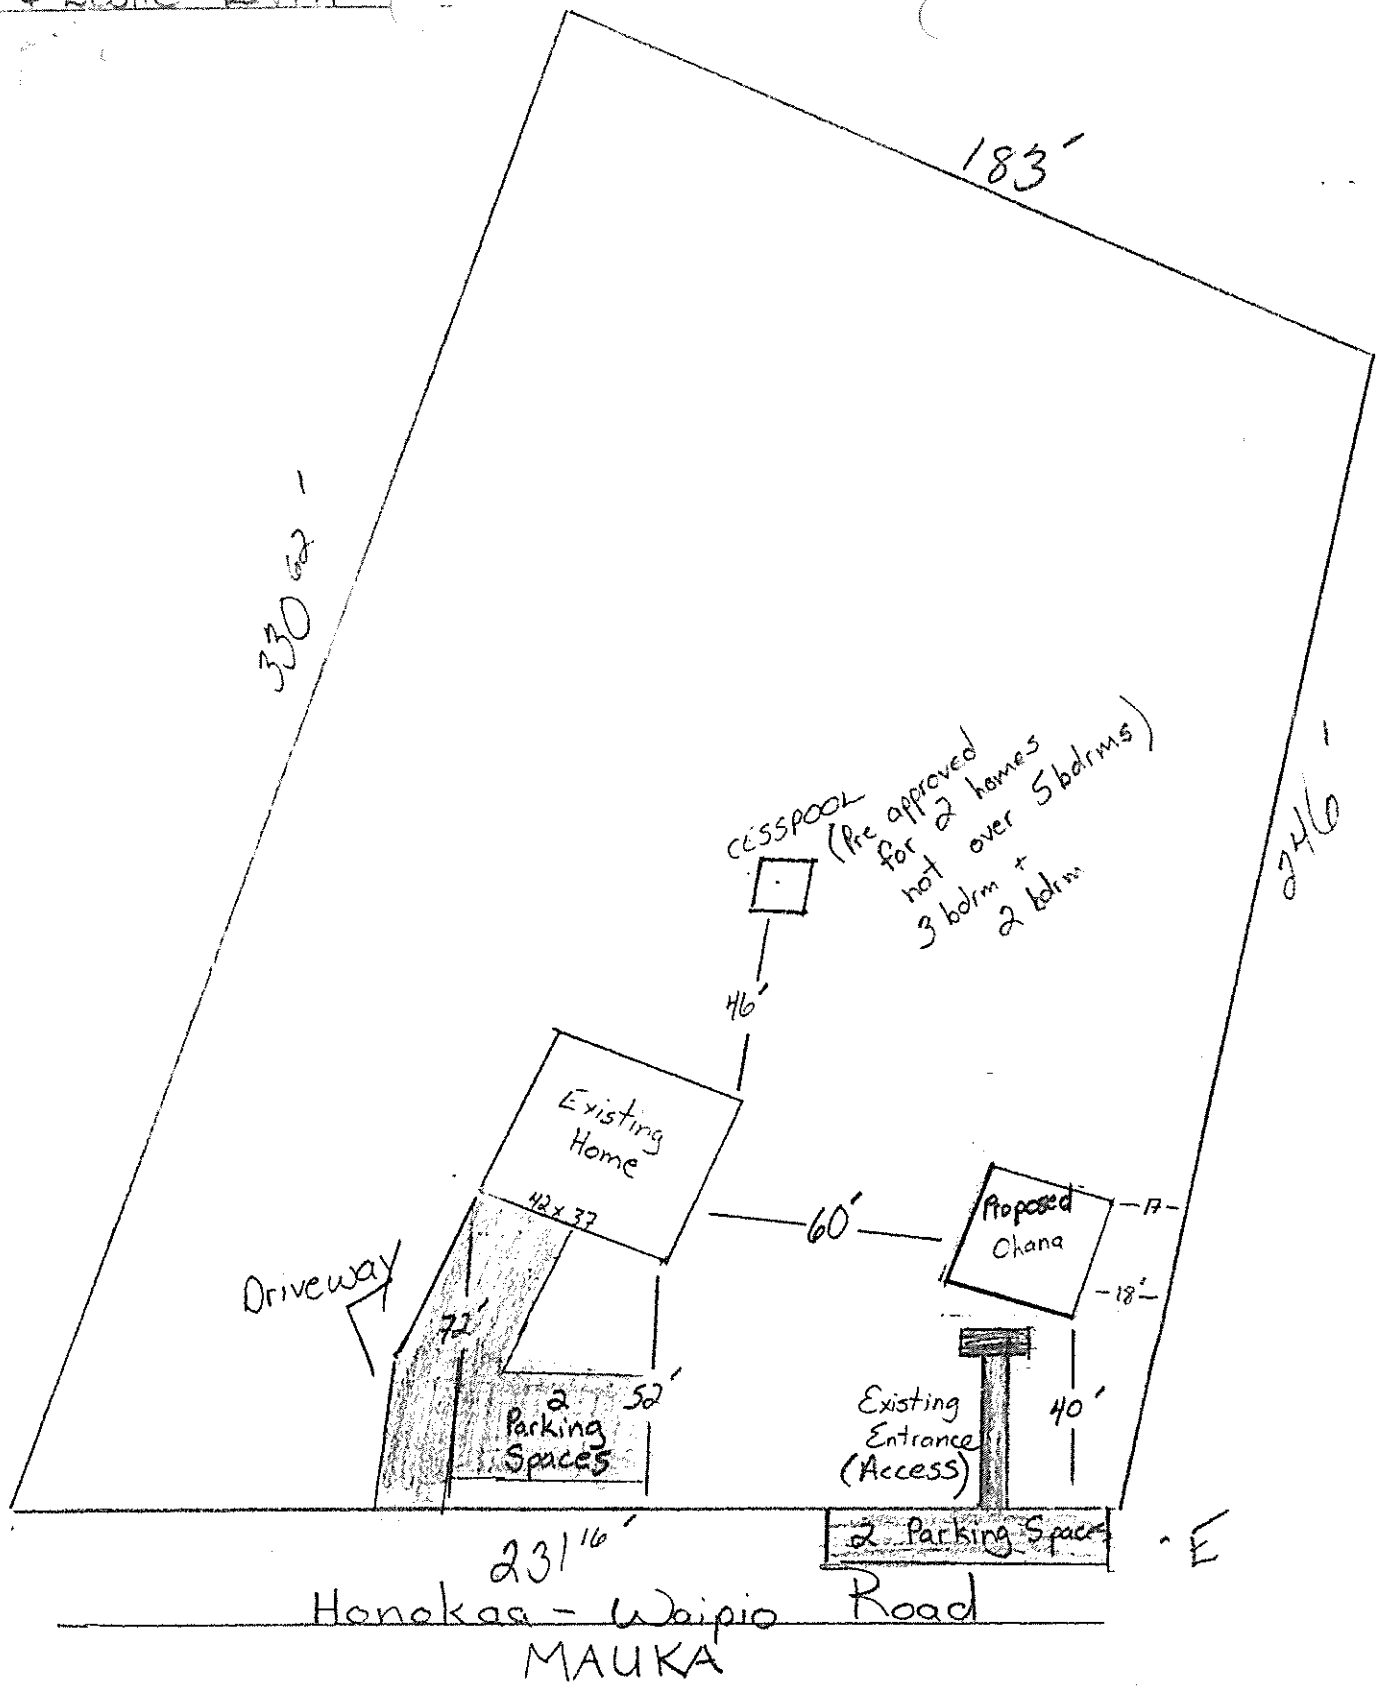 183'
330 62 '
246 '
CESSPOOL
(Pre approved
for 2 homes
not over 5 bdrms)
3 bdrm +
2 bdrm
46'
Existing
Home
42 x 37
60'
Proposed
Ohana
- 17 -
- 18' -
Driveway
72'
2
Parking
Spaces
52'
Existing
Entrance
(Access)
40'
2 Parking Spaces
- E
231 16 '
Honokaa - Waipio Road
MAUKA